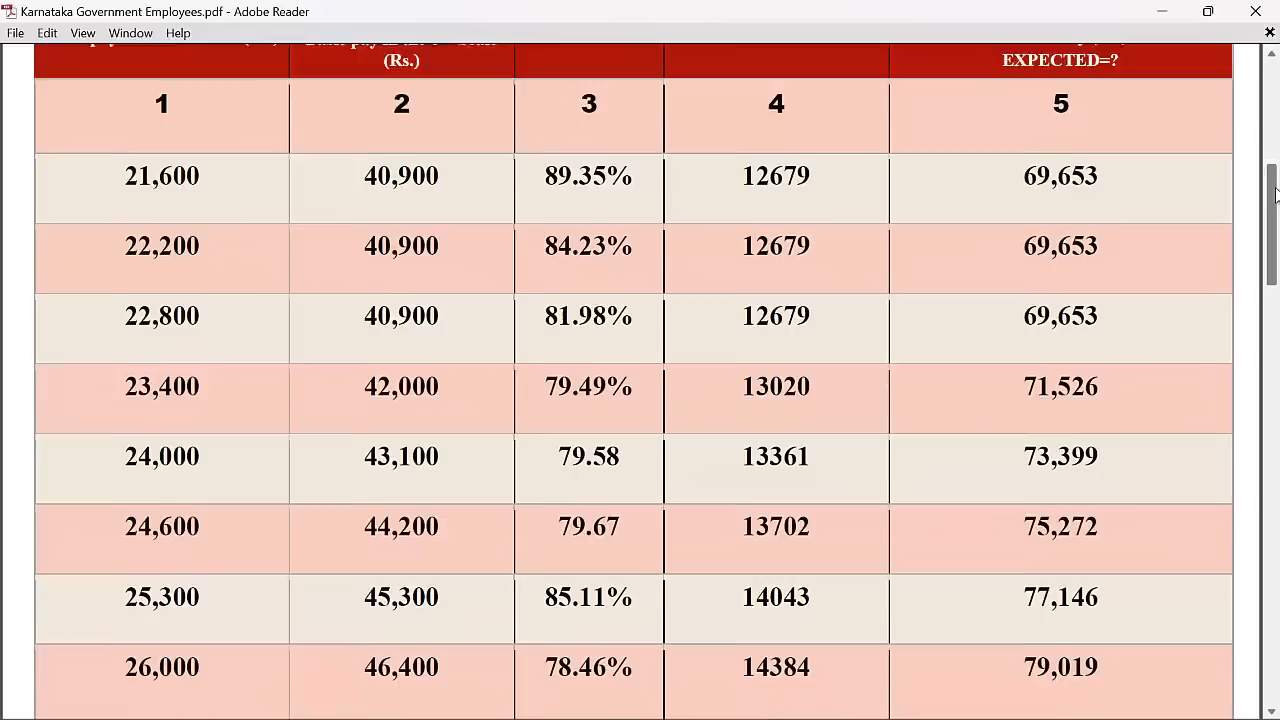 Karnataka Government Employees.pdf - Adobe Reader
File Edit View Window Help
(Rs.) EXPECTED=?
1 2 3 4 5
21,600 40,900 89.35% 12679 69,653
22,200 40,900 84.23% 12679 69,653
22,800 40,900 81.98% 12679 69,653
23,400 42,000 79.49% 13020 71,526
24,000 43,100 79.58 13361 73,399
24,600 44,200 79.67 13702 75,272
25,300 45,300 85.11% 14043 77,146
26,000 46,400 78.46% 14384 79,019